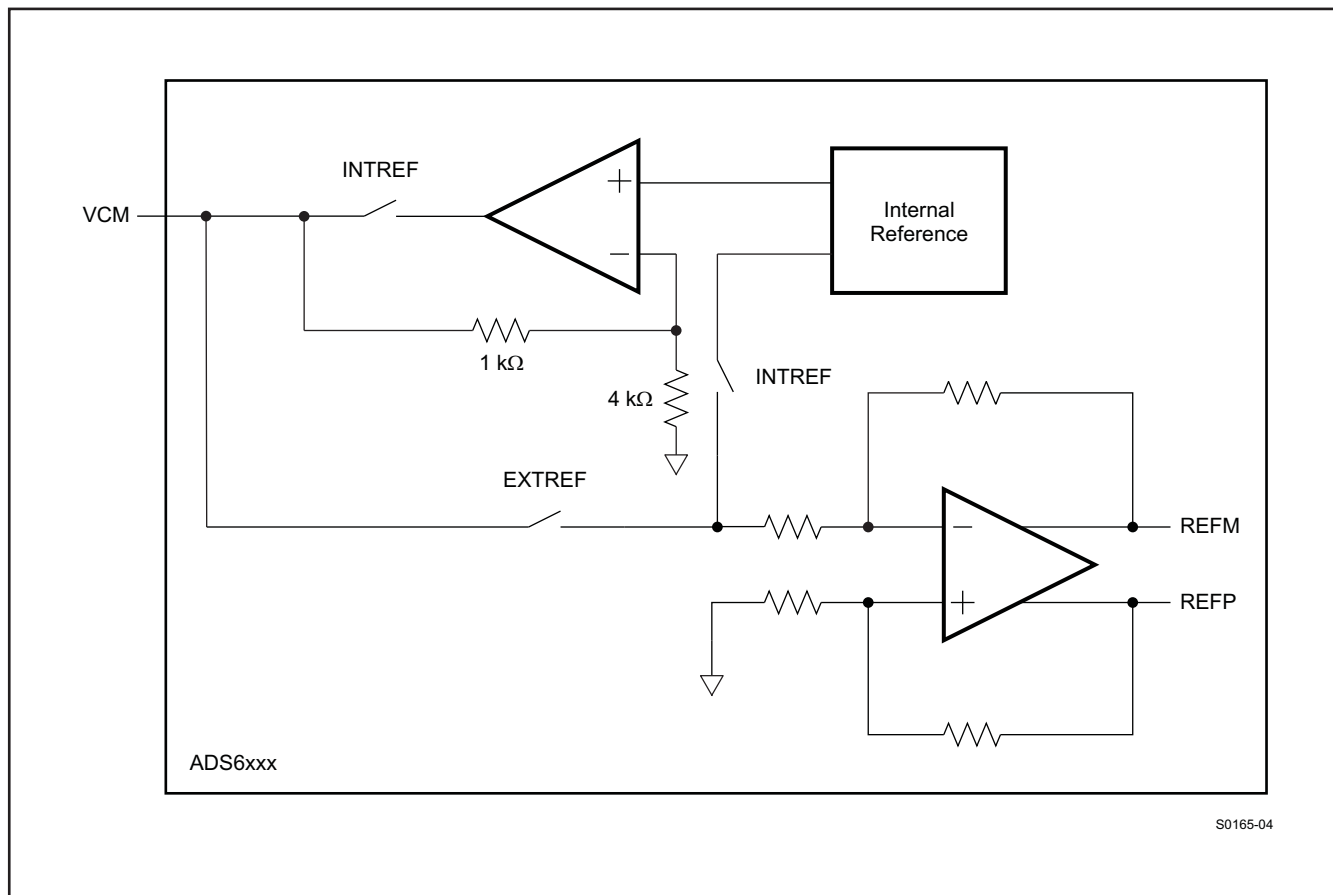 INTREF
VCM
+
−
Internal
Reference
1 kΩ
4 kΩ
INTREF
EXTREF
−
REFM
+
REFP
ADS6xxx
S0165-04